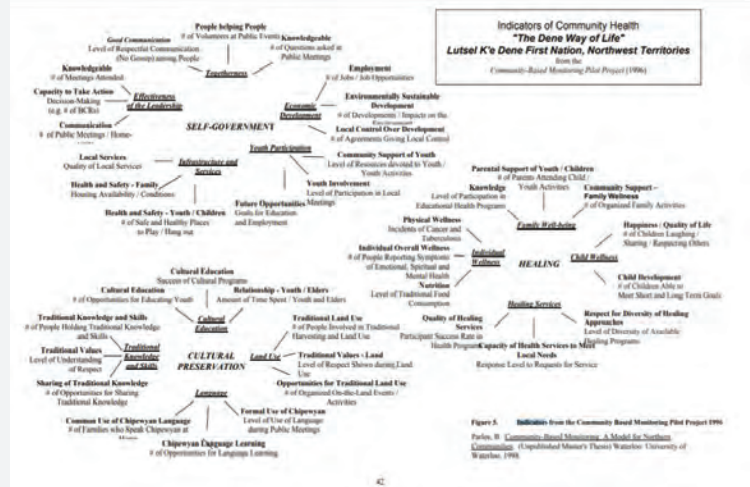 Indicators of Community Health
"The Dene Way of Life"
Lutsel K'e Dene First Nation, Northwest Territories
from the
Community-Based Monitoring Pilot Project (1996)
People helping People
# of Volunteers at Public Events
Good Communication
Level of Respectful Communication
(No Gossip) among People
Knowledgeable
# of Questions asked at
Public Meetings
Togetherness
Knowledgeable
# of Meetings Attended
Capacity to Take Action
Decision-Making
(e.g. # of BCRs)
Communication
# of Public Meetings / Home-
Effectiveness
of the Leadership
SELF-GOVERNMENT
Employment
# of Jobs / Job Opportunities
Environmentally Sustainable
Development
# of Developments / Impacts on the
Local Control Over Development
# of Agreements Giving Local Control
Economic
Development
Youth Participation
Community Support of Youth
Level of Resources devoted to Youth /
Youth Activities
Youth Involvement
Level of Participation in Local
Meetings
Future Opportunities
Goals for Education
and Employment
Infrastructure and
Services
Local Services
Quality of Local Services
Health and Safety - Family
Housing Availability / Conditions
Health and Safety - Youth / Children
# of Safe and Healthy Places
to Play / Hang out
Parental Support of Youth / Children
# of Parents Attending Child /
Youth Activities
Knowledge
Level of Participation in
Educational Health Programs
Community Support –
Family Wellness
# of Organized Family Activities
Family Well-being
Physical Wellness
Incidents of Cancer and
Tuberculosis
Individual Overall Wellness
# of People Reporting Symptoms
of Emotional, Spiritual and
Mental Health
Nutrition
Level of Traditional Food
Consumption
Individual
Wellness
HEALING
Child Wellness
Happiness / Quality of Life
# of Children Laughing /
Sharing / Respecting Others
Child Development
# of Children Able to
Meet Short and Long Term Goals
Healing Services
Quality of Healing
Services
Participant Success Rate in
Health Programs
Capacity of Health Services to Meet
Local Needs
Response Level to Requests for Service
Respect for Diversity of Healing
Approaches
Level of Diversity of Available
Healing Programs
Cultural Education
Success of Cultural Programs
Cultural Education
# of Opportunities for Educating Youth
Relationship - Youth / Elders
Amount of Time Spent / Youth and Elders
Cultural
Education
Traditional Knowledge and Skills
# of People Holding Traditional Knowledge
and Skills
Traditional Values
Level of Understanding
of Respect
Sharing of Traditional Knowledge
# of Opportunities for Sharing
Traditional Knowledge
Traditional
Knowledge
and Skills
CULTURAL
PRESERVATION
Land Use
Traditional Land Use
# of People Involved in Traditional
Harvesting and Land Use
Traditional Values - Land
Level of Respect Shown during Land
Use
Opportunities for Traditional Land Use
# of Organized On-the-Land Events /
Activities
Language
Common Use of Chipewyan Language
# of Families who Speak Chipewyan at
Formal Use of Chipewyan
Level of Use of Language
during Public Meetings
Chipewyan Language Learning
# of Opportunities for Language Learning
Figure 5. Indicators from the Community Based Monitoring Pilot Project 1996
Parlee, B. Community-Based Monitoring: A Model for Northern
Communities. (Unpublished Master's Thesis) Waterloo: University of
Waterloo. 1998
42